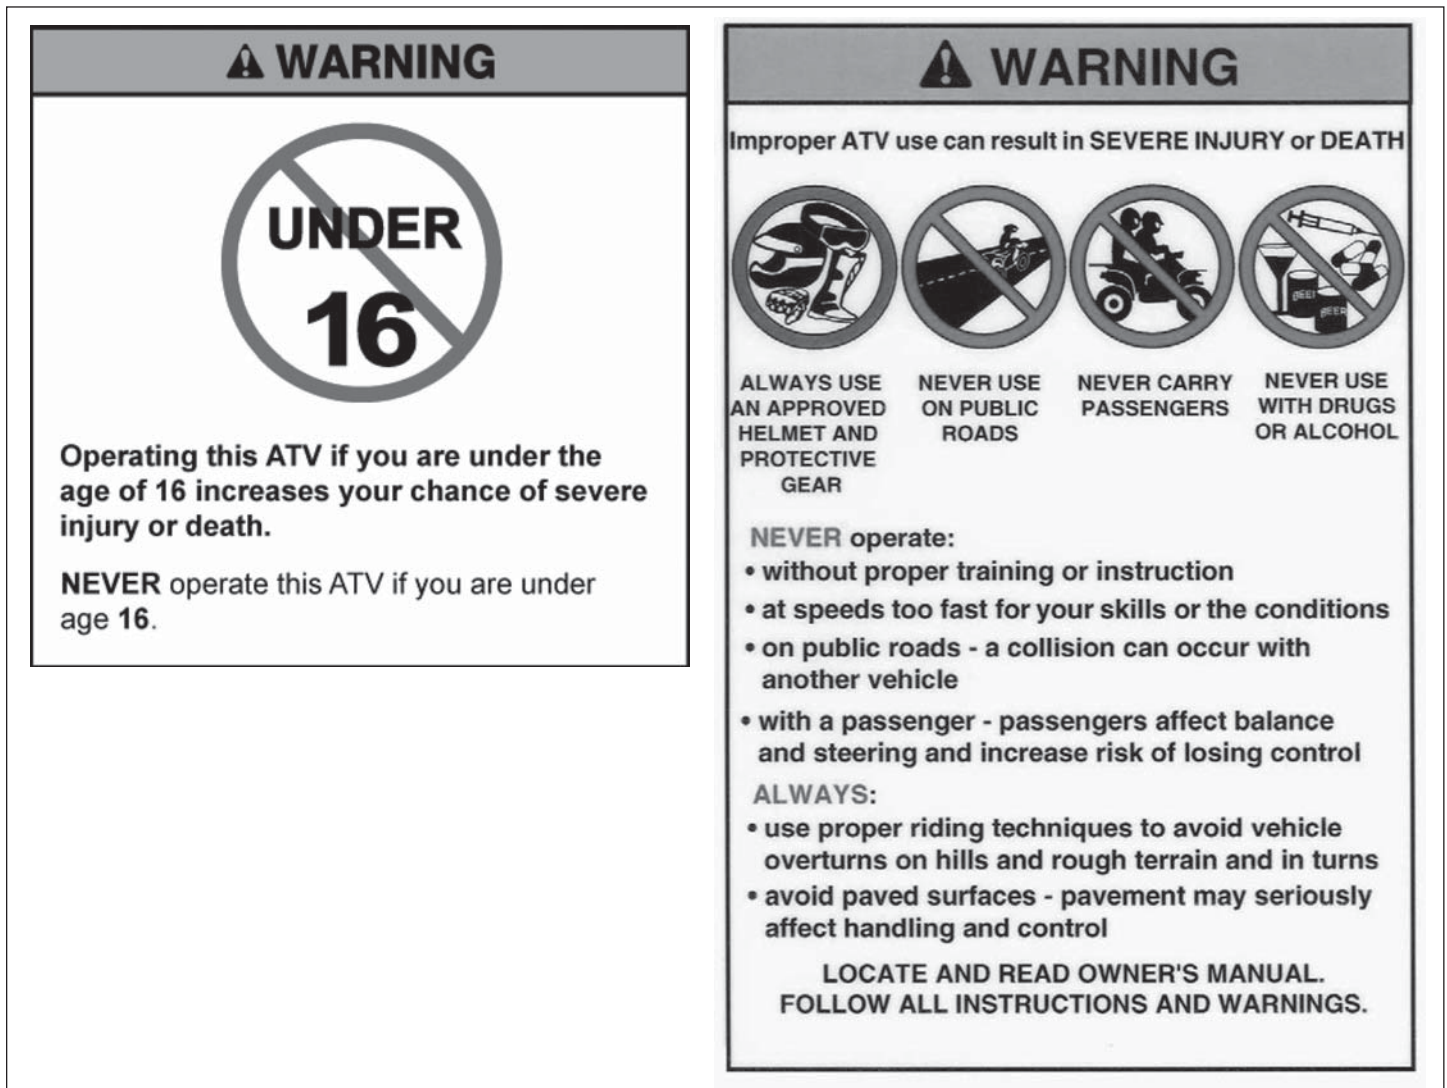 WARNING
UNDER
16
Operating this ATV if you are under the
age of 16 increases your chance of severe
injury or death.
NEVER operate this ATV if you are under
age 16.
WARNING
Improper ATV use can result in SEVERE INJURY or DEATH
BEER
BEER
ALWAYS USE
AN APPROVED
HELMET AND
PROTECTIVE
GEAR
NEVER USE
ON PUBLIC
ROADS
NEVER CARRY
PASSENGERS
NEVER USE
WITH DRUGS
OR ALCOHOL
NEVER operate:
• without proper training or instruction
• at speeds too fast for your skills or the conditions
• on public roads - a collision can occur with
another vehicle
• with a passenger - passengers affect balance
and steering and increase risk of losing control
ALWAYS:
• use proper riding techniques to avoid vehicle
overturns on hills and rough terrain and in turns
• avoid paved surfaces - pavement may seriously
affect handling and control
LOCATE AND READ OWNER'S MANUAL.
FOLLOW ALL INSTRUCTIONS AND WARNINGS.